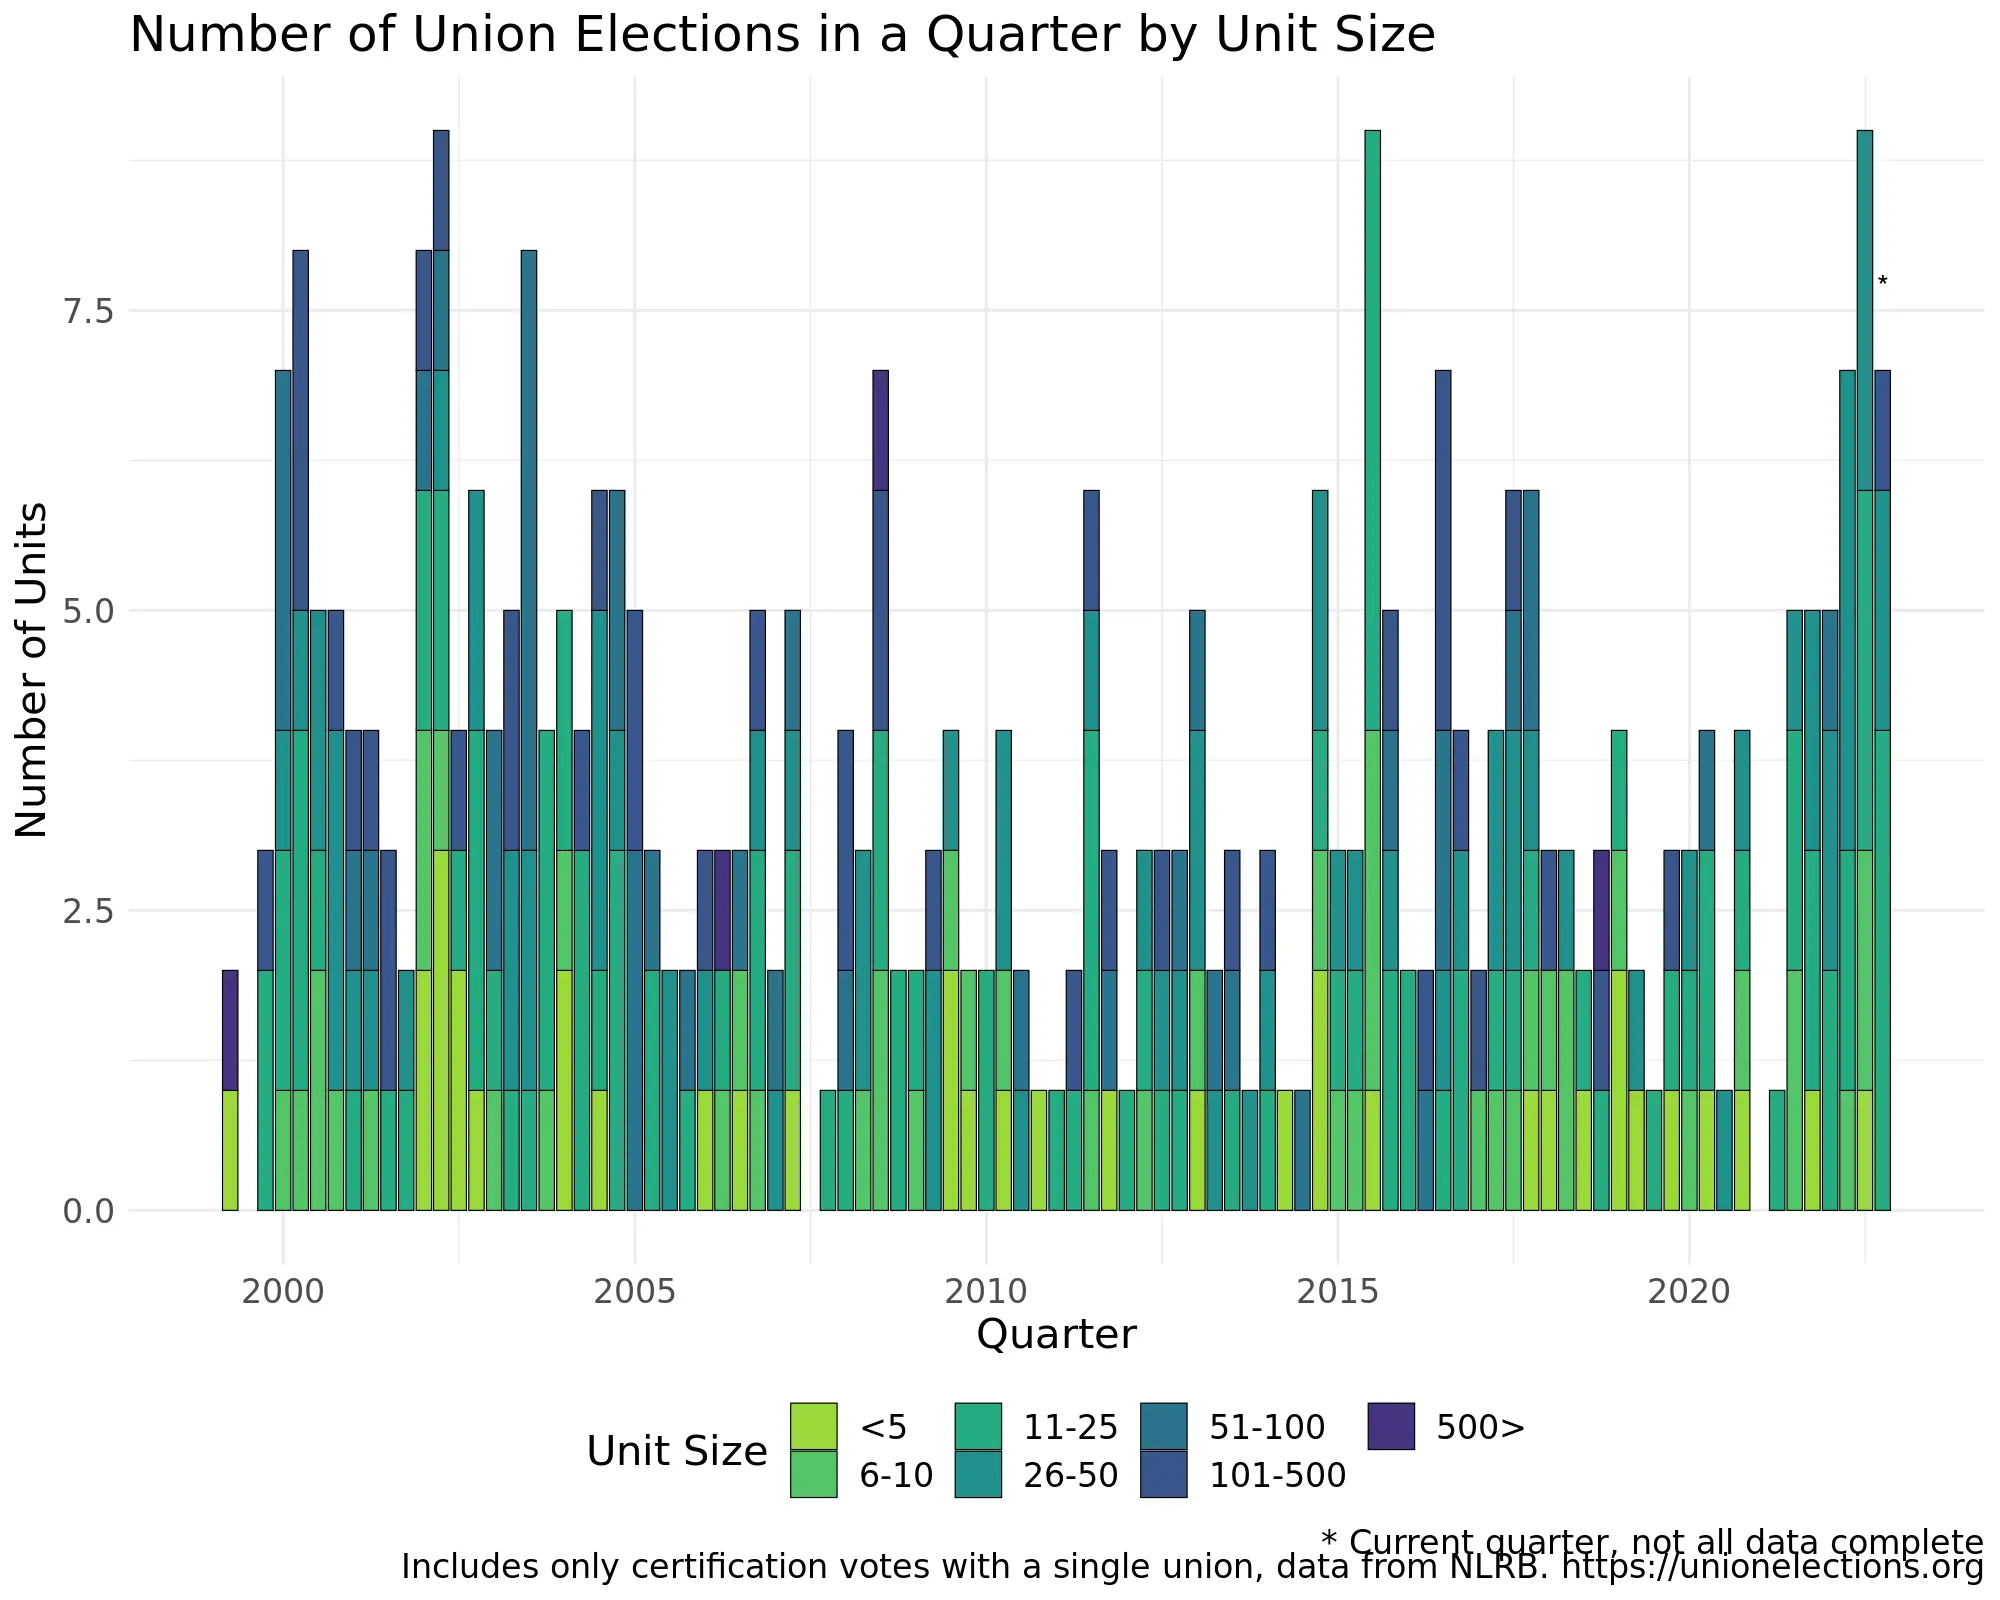 Number of Union Elections in a Quarter by Unit Size
Number of Units
7.5
5.0
2.5
0.0
*
2000 2005 2010 2015 2020
Quarter
Unit Size
<5 11-25 51-100 500>
6-10 26-50 101-500
* Current quarter, not all data complete
Includes only certification votes with a single union, data from NLRB. https://unionelections.org